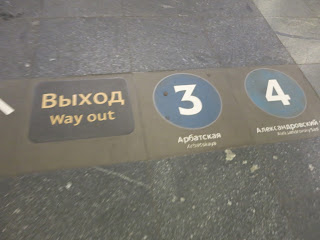 Выход
Way out
3
Арбатская
Arbatskaya
4
Александровский